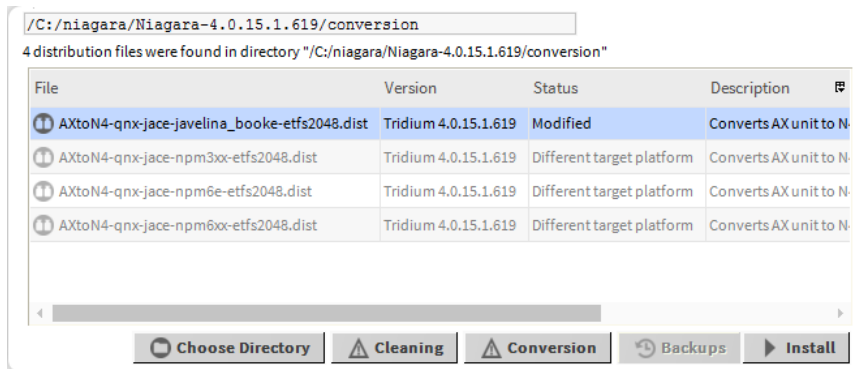 /C:/niagara/Niagara-4.0.15.1.619/conversion
4 distribution files were found in directory "/C:/niagara/Niagara-4.0.15.1.619/conversion"
File Version Status Description
AXtoN4-qnx-jace-javelina_booke-etfs2048.dist Tridium 4.0.15.1.619 Modified Converts AX unit to N
AXtoN4-qnx-jace-npm3xx-etfs2048.dist Tridium 4.0.15.1.619 Different target platform Converts AX unit to N
AXtoN4-qnx-jace-npm6e-etfs2048.dist Tridium 4.0.15.1.619 Different target platform Converts AX unit to N
AXtoN4-qnx-jace-npm6xx-etfs2048.dist Tridium 4.0.15.1.619 Different target platform Converts AX unit to N
Choose Directory Cleaning Conversion Backups Install